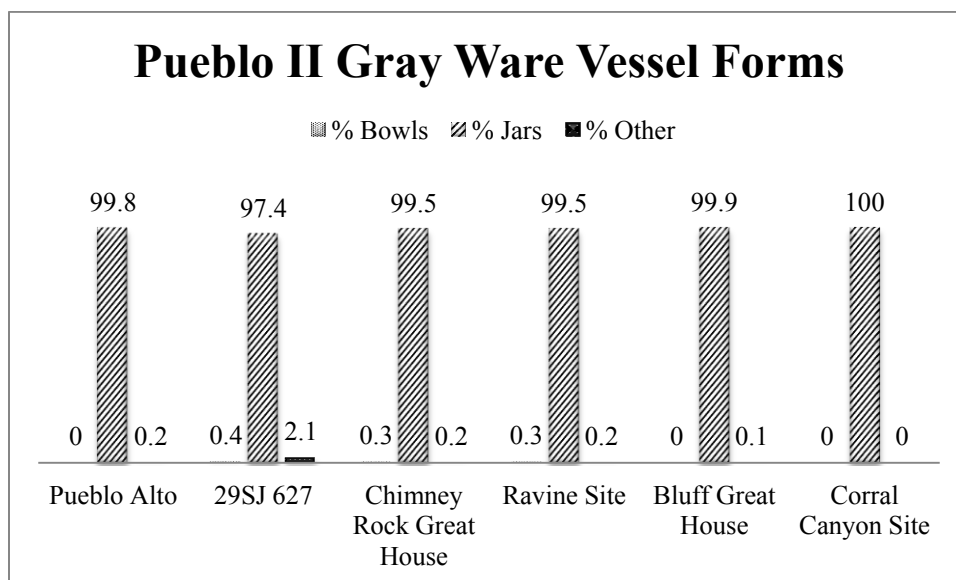 Pueblo II Gray Ware Vessel Forms
% Bowls % Jars % Other
99.8 97.4 99.5 99.5 99.9 100
0 0.2 0.4 2.1 0.3 0.2 0.3 0.2 0 0.1 0 0
Pueblo Alto 29SJ 627 Chimney Ravine Site Bluff Great Corral
Rock Great House Canyon Site
House